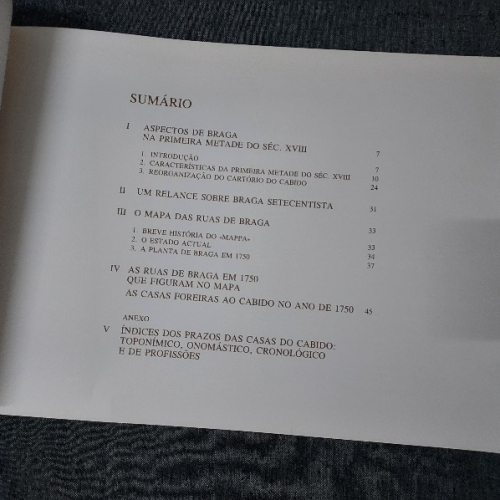 SUMÁRIO
I ASPECTOS DE BRAGA
NA PRIMEIRA METADE DO SÉC. XVIII 7
1. INTRODUÇÃO 7
2. CARACTERÍSTICAS DA PRIMEIRA METADE DO SÉC. XVIII 10
3. REORGANIZAÇÃO DO CARTÓRIO DO CABIDO 24
II UM RELANCE SOBRE BRAGA SETECENTISTA 31
III O MAPA DAS RUAS DE BRAGA 33
1. BREVE HISTÓRIA DO «MAPPA» 33
2. O ESTADO ACTUAL 34
3. A PLANTA DE BRAGA EM 1750 37
IV AS RUAS DE BRAGA EM 1750
QUE FIGURAM NO MAPA
AS CASAS FOREIRAS AO CABIDO NO ANO DE 1750 45
ANEXO
V ÍNDICES DOS PRAZOS DAS CASAS DO CABIDO:
TOPONÍMICO, ONOMÁSTICO, CRONOLÓGICO
E DE PROFISSÕES